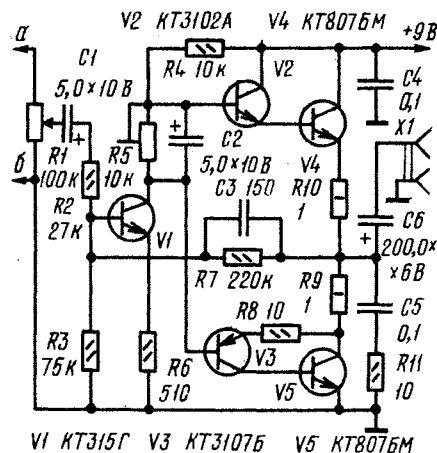 V2 КТ3102А V4 КТ807БМ
а
С1
5,0×10В
R4 10к
V2
+9В
С4
0,1
X1
+
С2
5,0×10В
V4
R1
100к
R5
10к
С3 150
R10
1
б
R2
27к
V1
R7 220к
С6
200,0×
×6В
+
R9
1
R8 10
С5
0,1
R3
75к
R6
510
V3
V5
R11
10
V1 КТ315Г V3 КТ3107Б V5 КТ807БМ